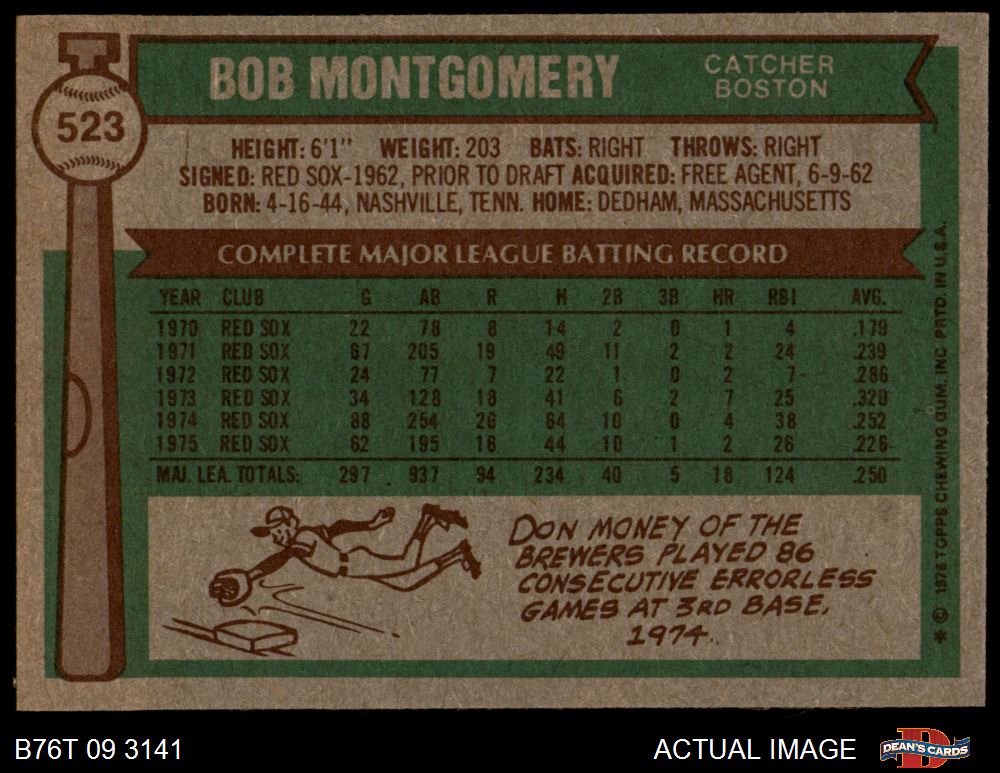 BOB MONTGOMERY
CATCHER
BOSTON
523
HEIGHT: 6'1" WEIGHT: 203 BATS: RIGHT THROWS: RIGHT
SIGNED: RED SOX-1962, PRIOR TO DRAFT ACQUIRED: FREE AGENT, 6-9-62
BORN: 4-16-44, NASHVILLE, TENN. HOME: DEDHAM, MASSACHUSETTS
COMPLETE MAJOR LEAGUE BATTING RECORD
YEAR CLUB G AB R H 2B 3B HR RBI AVG.
1970 RED SOX 22 78 8 14 2 0 1 4 .179
1971 RED SOX 67 205 19 49 11 2 2 24 .239
1972 RED SOX 24 77 7 22 1 0 2 7 .286
1973 RED SOX 34 128 18 41 6 2 7 25 .320
1974 RED SOX 88 254 26 64 10 0 4 38 .252
1975 RED SOX 62 195 16 44 10 1 2 26 .226
MAJ. LEA. TOTALS: 297 937 94 234 40 5 18 124 .250
DON MONEY OF THE
BREWERS PLAYED 86
CONSECUTIVE ERRORLESS
GAMES AT 3RD BASE,
1974.
* © 1976 TOPPS CHEWING GUM, INC. PRTD. IN U.S.A.
B76T 09 3141
ACTUAL IMAGE
B
DEAN'S CARDS